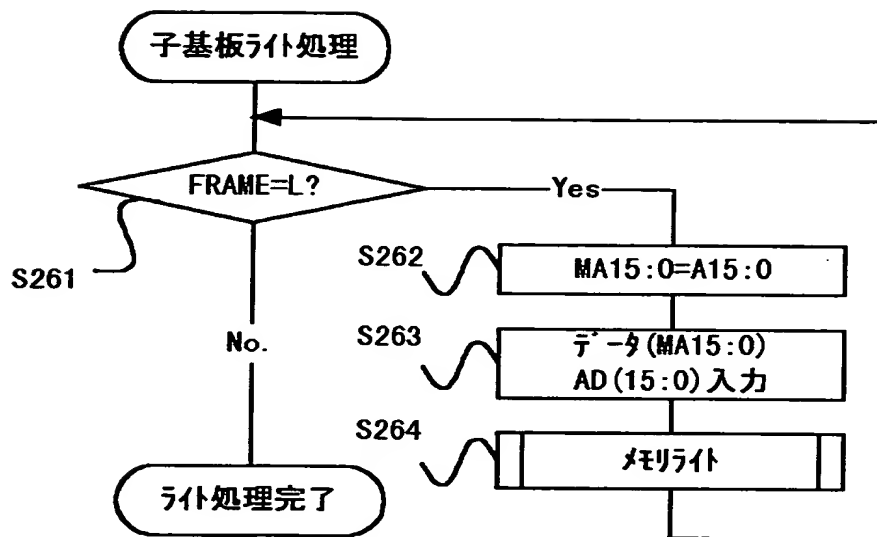 子基板ﾗｲﾄ処理
FRAME=L?
Yes
S261
S262
MA15:0=A15:0
No.
S263
ﾃﾞｰﾀ(MA15:0)
AD(15:0)入力
S264
ﾒﾓﾘﾗｲﾄ
ﾗｲﾄ処理完了